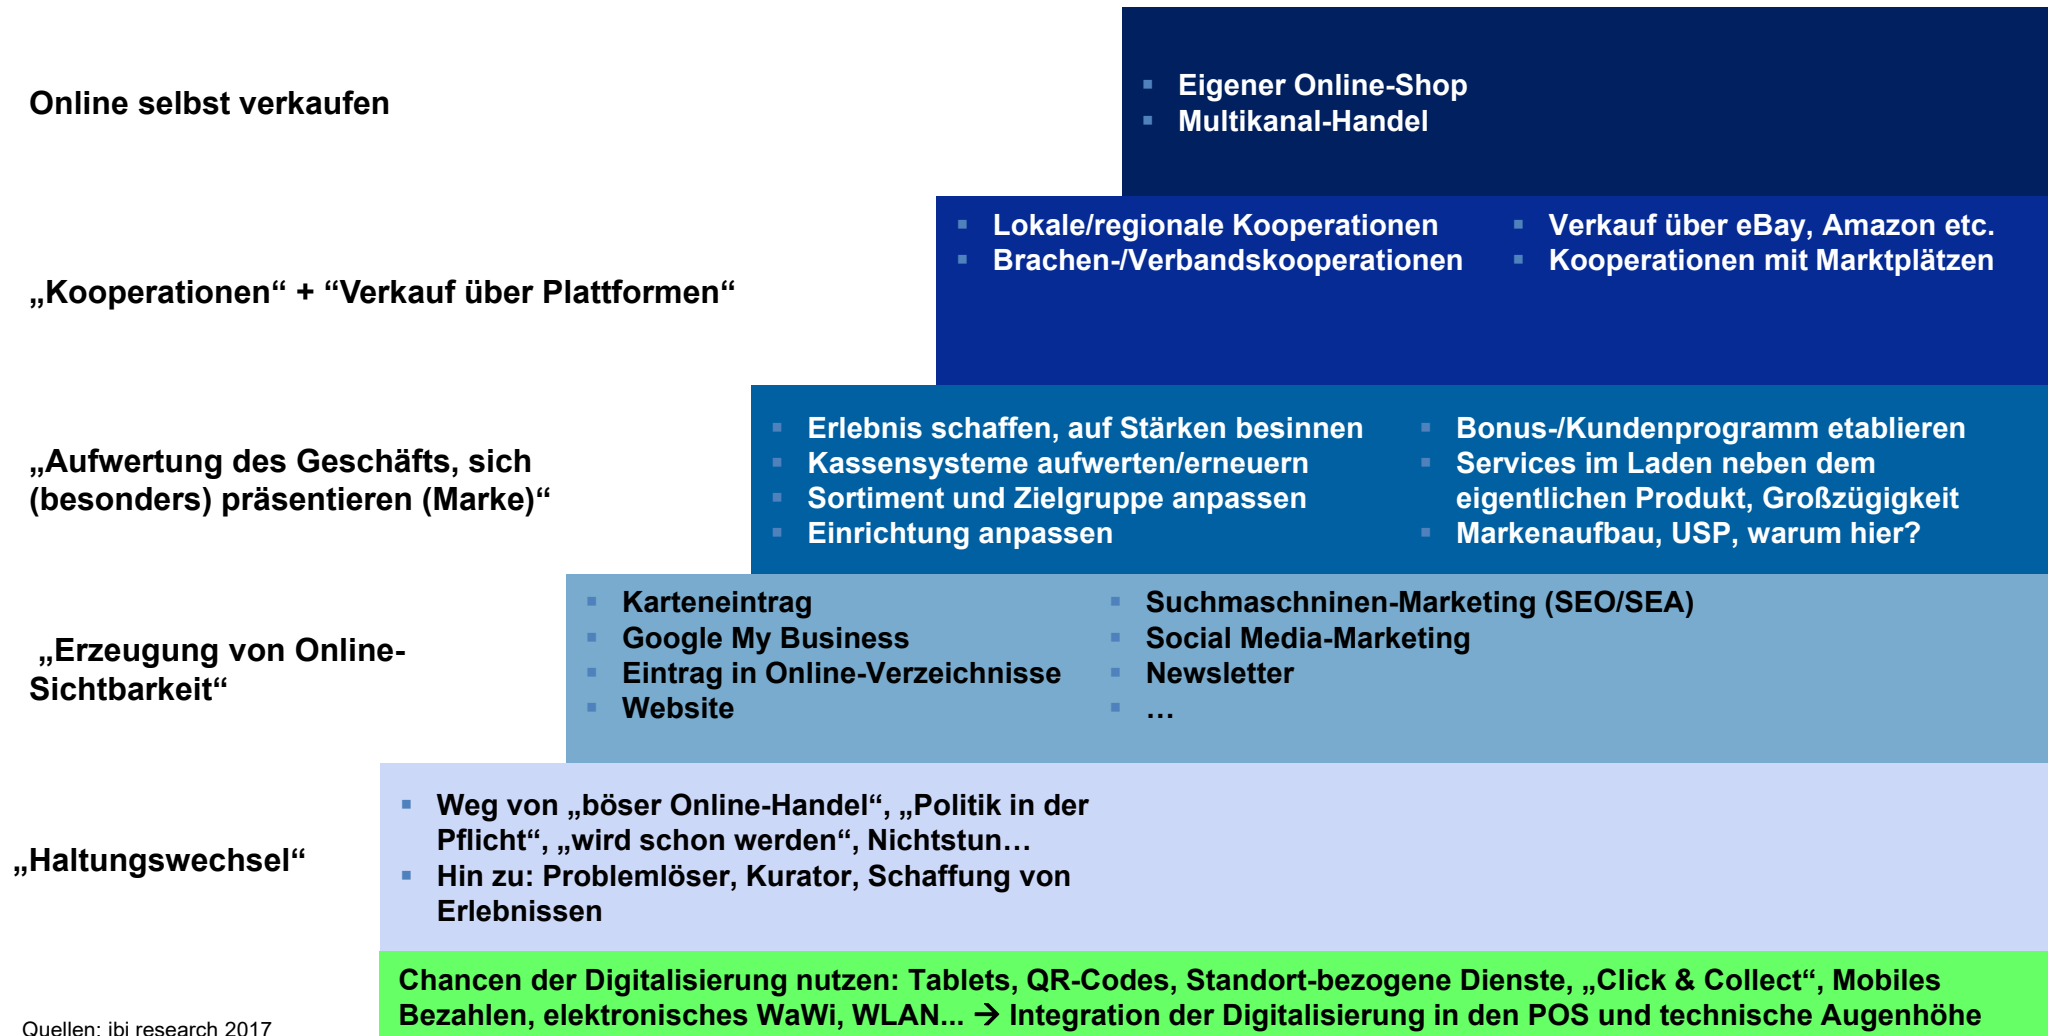 Online selbst verkaufen
▪ Eigener Online-Shop
▪ Multikanal-Handel
„Kooperationen“ + “Verkauf über Plattformen“
▪ Lokale/regionale Kooperationen
▪ Brachen-/Verbandskooperationen
▪ Verkauf über eBay, Amazon etc.
▪ Kooperationen mit Marktplätzen
„Aufwertung des Geschäfts, sich
(besonders) präsentieren (Marke)“
▪ Erlebnis schaffen, auf Stärken besinnen
▪ Kassensysteme aufwerten/erneuern
▪ Sortiment und Zielgruppe anpassen
▪ Einrichtung anpassen
▪ Bonus-/Kundenprogramm etablieren
▪ Services im Laden neben dem
eigentlichen Produkt, Großzügigkeit
▪ Markenaufbau, USP, warum hier?
„Erzeugung von Online-
Sichtbarkeit“
▪ Karteneintrag
▪ Google My Business
▪ Eintrag in Online-Verzeichnisse
▪ Website
▪ Suchmaschninen-Marketing (SEO/SEA)
▪ Social Media-Marketing
▪ Newsletter
▪ …
„Haltungswechsel“
▪ Weg von „böser Online-Handel“, „Politik in der
Pflicht“, „wird schon werden“, Nichtstun…
▪ Hin zu: Problemlöser, Kurator, Schaffung von
Erlebnissen
Chancen der Digitalisierung nutzen: Tablets, QR-Codes, Standort-bezogene Dienste, „Click & Collect“, Mobiles
Bezahlen, elektronisches WaWi, WLAN... → Integration der Digitalisierung in den POS und technische Augenhöhe
Quellen: ibi research 2017